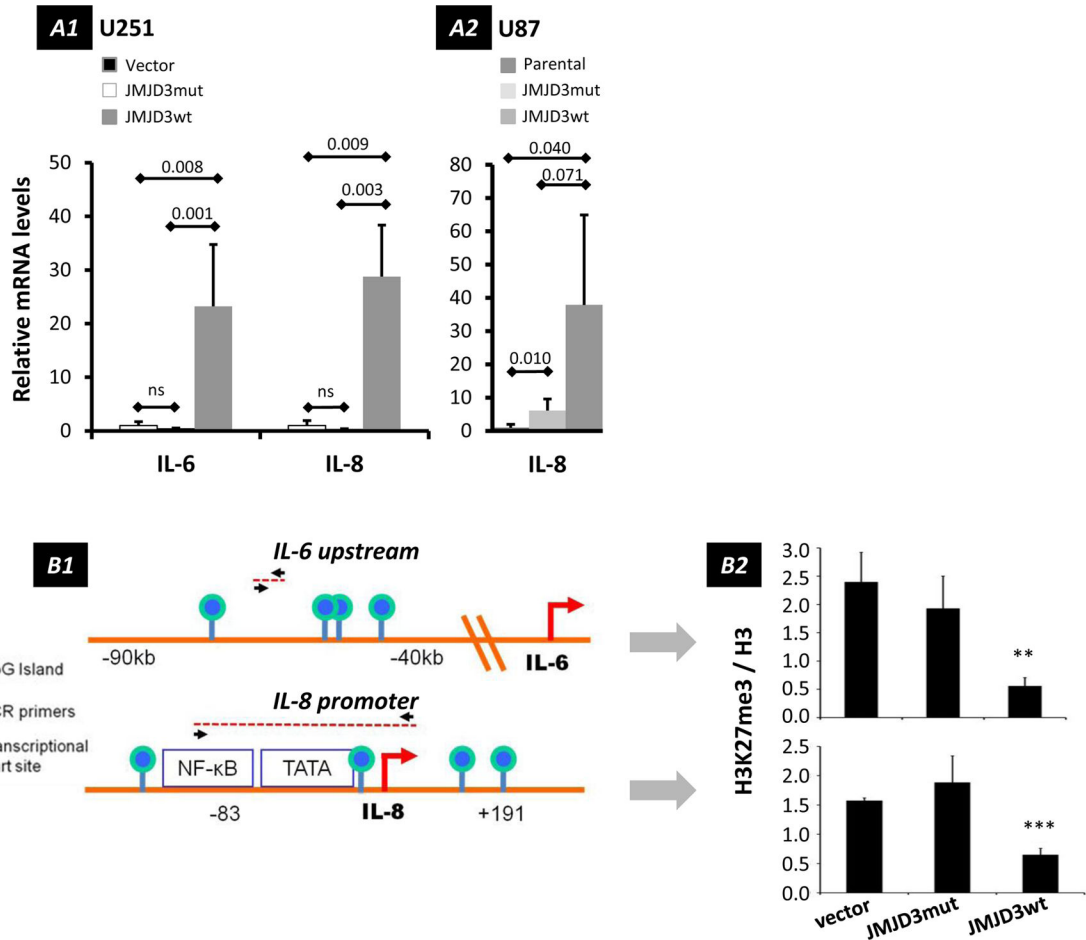 A1 U251
Vector
JMJD3mut
JMJD3wt
A2 U87
Parental
JMJD3mut
JMJD3wt
Relative mRNA levels
50
40
30
20
10
0
0.008
0.001
ns
0.009
0.003
ns
IL-6
IL-8
80
70
60
50
40
30
20
10
0
0.040
0.071
0.010
IL-8
B1
IL-6 upstream
-90kb
-40kb
IL-6
G Island
R primers
ranscriptional
rt site
IL-8 promoter
NF-κB
TATA
-83
IL-8
+191
B2
H3K27me3 / H3
3.0
2.5
2.0
1.5
1.0
0.5
0.0
**
2.5
2.0
1.5
1.0
0.5
0.0
***
vector
JMJD3mut
JMJD3wt